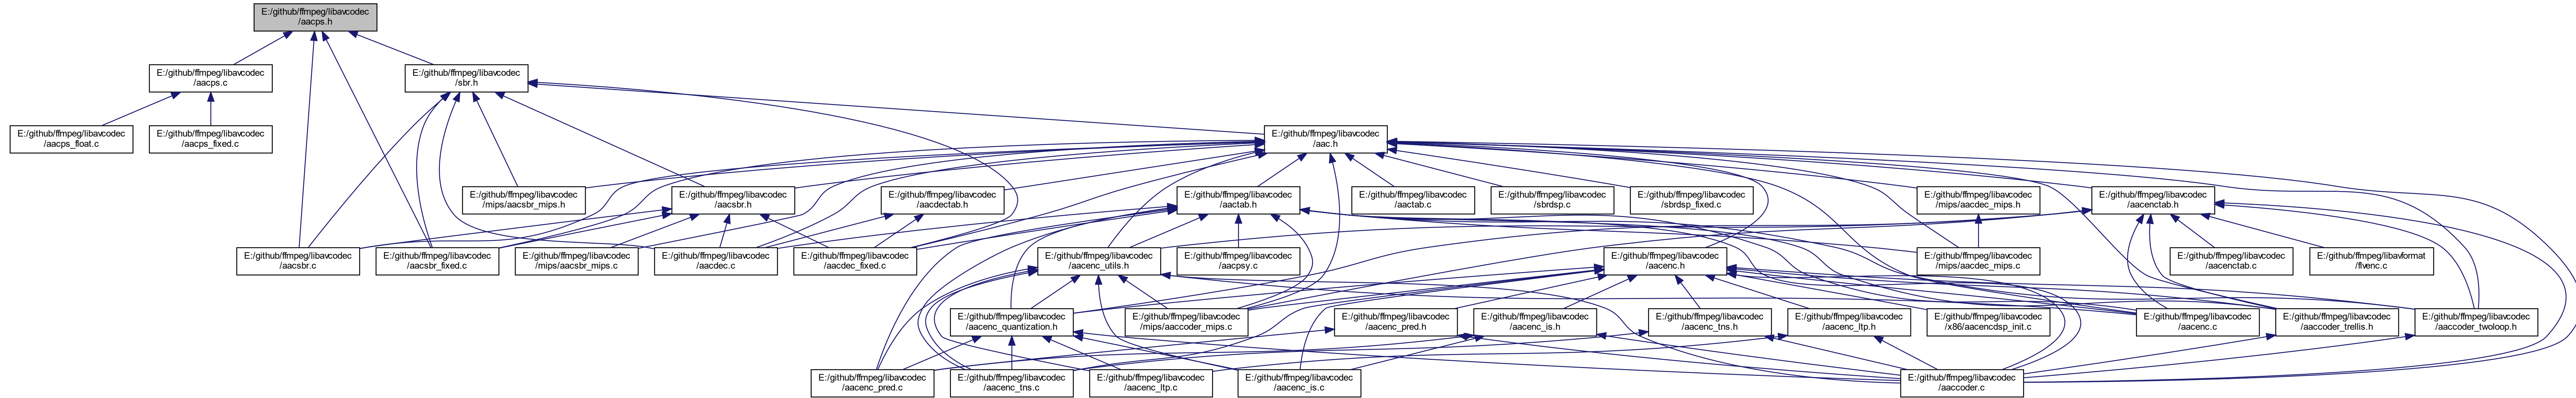 E:/github/ffmpeg/libavcodec
/aacps.h
E:/github/ffmpeg/libavcodec
/aacps.c
E:/github/ffmpeg/libavcodec
/sbr.h
E:/github/ffmpeg/libavcodec
/aacps_float.c
E:/github/ffmpeg/libavcodec
/aacps_fixed.c
E:/github/ffmpeg/libavcodec
/aac.h
E:/github/ffmpeg/libavcodec
/mips/aacsbr_mips.h
E:/github/ffmpeg/libavcodec
/aacsbr.h
E:/github/ffmpeg/libavcodec
/aacdectab.h
E:/github/ffmpeg/libavcodec
/aactab.h
E:/github/ffmpeg/libavcodec
/aactab.c
E:/github/ffmpeg/libavcodec
/sbrdsp.c
E:/github/ffmpeg/libavcodec
/sbrdsp_fixed.c
E:/github/ffmpeg/libavcodec
/mips/aacdec_mips.h
E:/github/ffmpeg/libavcodec
/aacenctab.h
E:/github/ffmpeg/libavcodec
/aacsbr.c
E:/github/ffmpeg/libavcodec
/aacsbr_fixed.c
E:/github/ffmpeg/libavcodec
/mips/aacsbr_mips.c
E:/github/ffmpeg/libavcodec
/aacdec.c
E:/github/ffmpeg/libavcodec
/aacdec_fixed.c
E:/github/ffmpeg/libavcodec
/aacenc_utils.h
E:/github/ffmpeg/libavcodec
/aacpsy.c
E:/github/ffmpeg/libavcodec
/aacenc.h
E:/github/ffmpeg/libavcodec
/mips/aacdec_mips.c
E:/github/ffmpeg/libavcodec
/aacenctab.c
E:/github/ffmpeg/libavformat
/flvenc.c
E:/github/ffmpeg/libavcodec
/aacenc_quantization.h
E:/github/ffmpeg/libavcodec
/mips/aaccoder_mips.c
E:/github/ffmpeg/libavcodec
/aacenc_pred.h
E:/github/ffmpeg/libavcodec
/aacenc_is.h
E:/github/ffmpeg/libavcodec
/aacenc_tns.h
E:/github/ffmpeg/libavcodec
/aacenc_ltp.h
E:/github/ffmpeg/libavcodec
/x86/aacencdsp_init.c
E:/github/ffmpeg/libavcodec
/aacenc.c
E:/github/ffmpeg/libavcodec
/aaccoder_trellis.h
E:/github/ffmpeg/libavcodec
/aaccoder_twoloop.h
E:/github/ffmpeg/libavcodec
/aacenc_pred.c
E:/github/ffmpeg/libavcodec
/aacenc_tns.c
E:/github/ffmpeg/libavcodec
/aacenc_ltp.c
E:/github/ffmpeg/libavcodec
/aacenc_is.c
E:/github/ffmpeg/libavcodec
/aaccoder.c